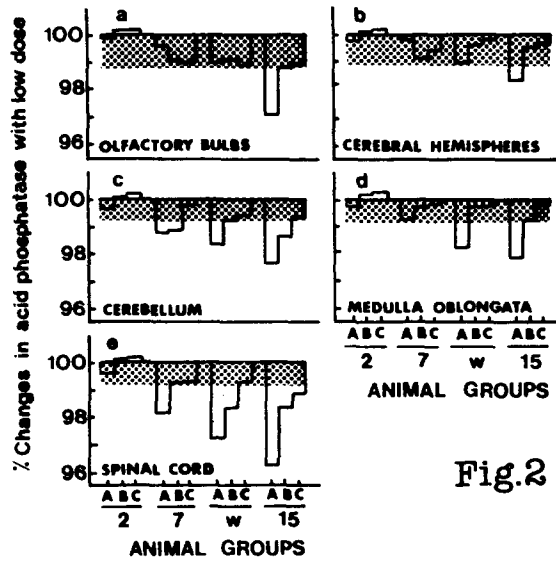 % Changes in acid phosphatase with low dose
a
100
98
96
OLFACTORY BULBS
b
CEREBRAL HEMISPHERES
c
100
98
96
CEREBELLUM
d
MEDULLA OBLONGATA
A B C A B C A B C A B C
2 7 w 15
ANIMAL GROUPS
e
100
98
96
SPINAL CORD
A B C A B C A B C A B C
2 7 w 15
ANIMAL GROUPS
Fig.2